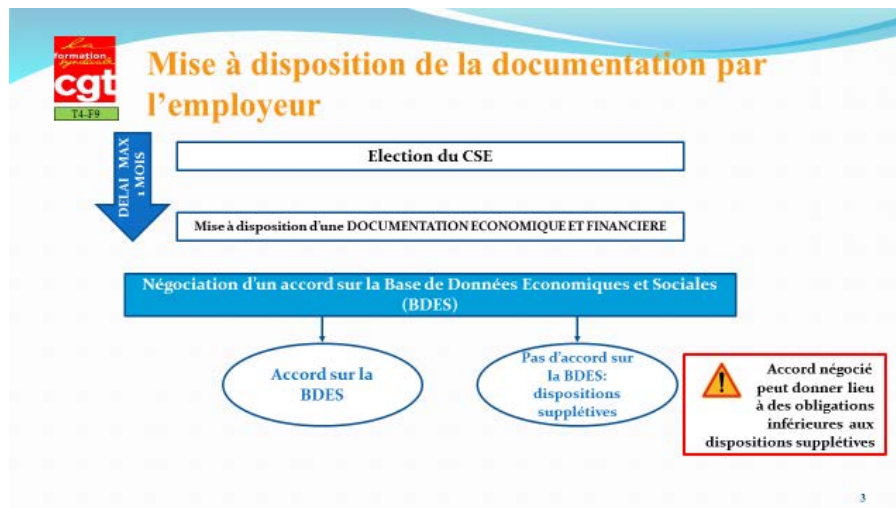 la
formation
syndicale
cgt
T4-F9
Mise à disposition de la documentation par
l’employeur
DELAI MAX
1 MOIS
Election du CSE
Mise à disposition d’une DOCUMENTATION ECONOMIQUE ET FINANCIERE
Négociation d’un accord sur la Base de Données Economiques et Sociales
(BDES)
Accord sur la
BDES
Pas d’accord sur
la BDES:
dispositions
supplétives
Accord négocié
peut donner lieu
à des obligations
inférieures aux
dispositions supplétives
3